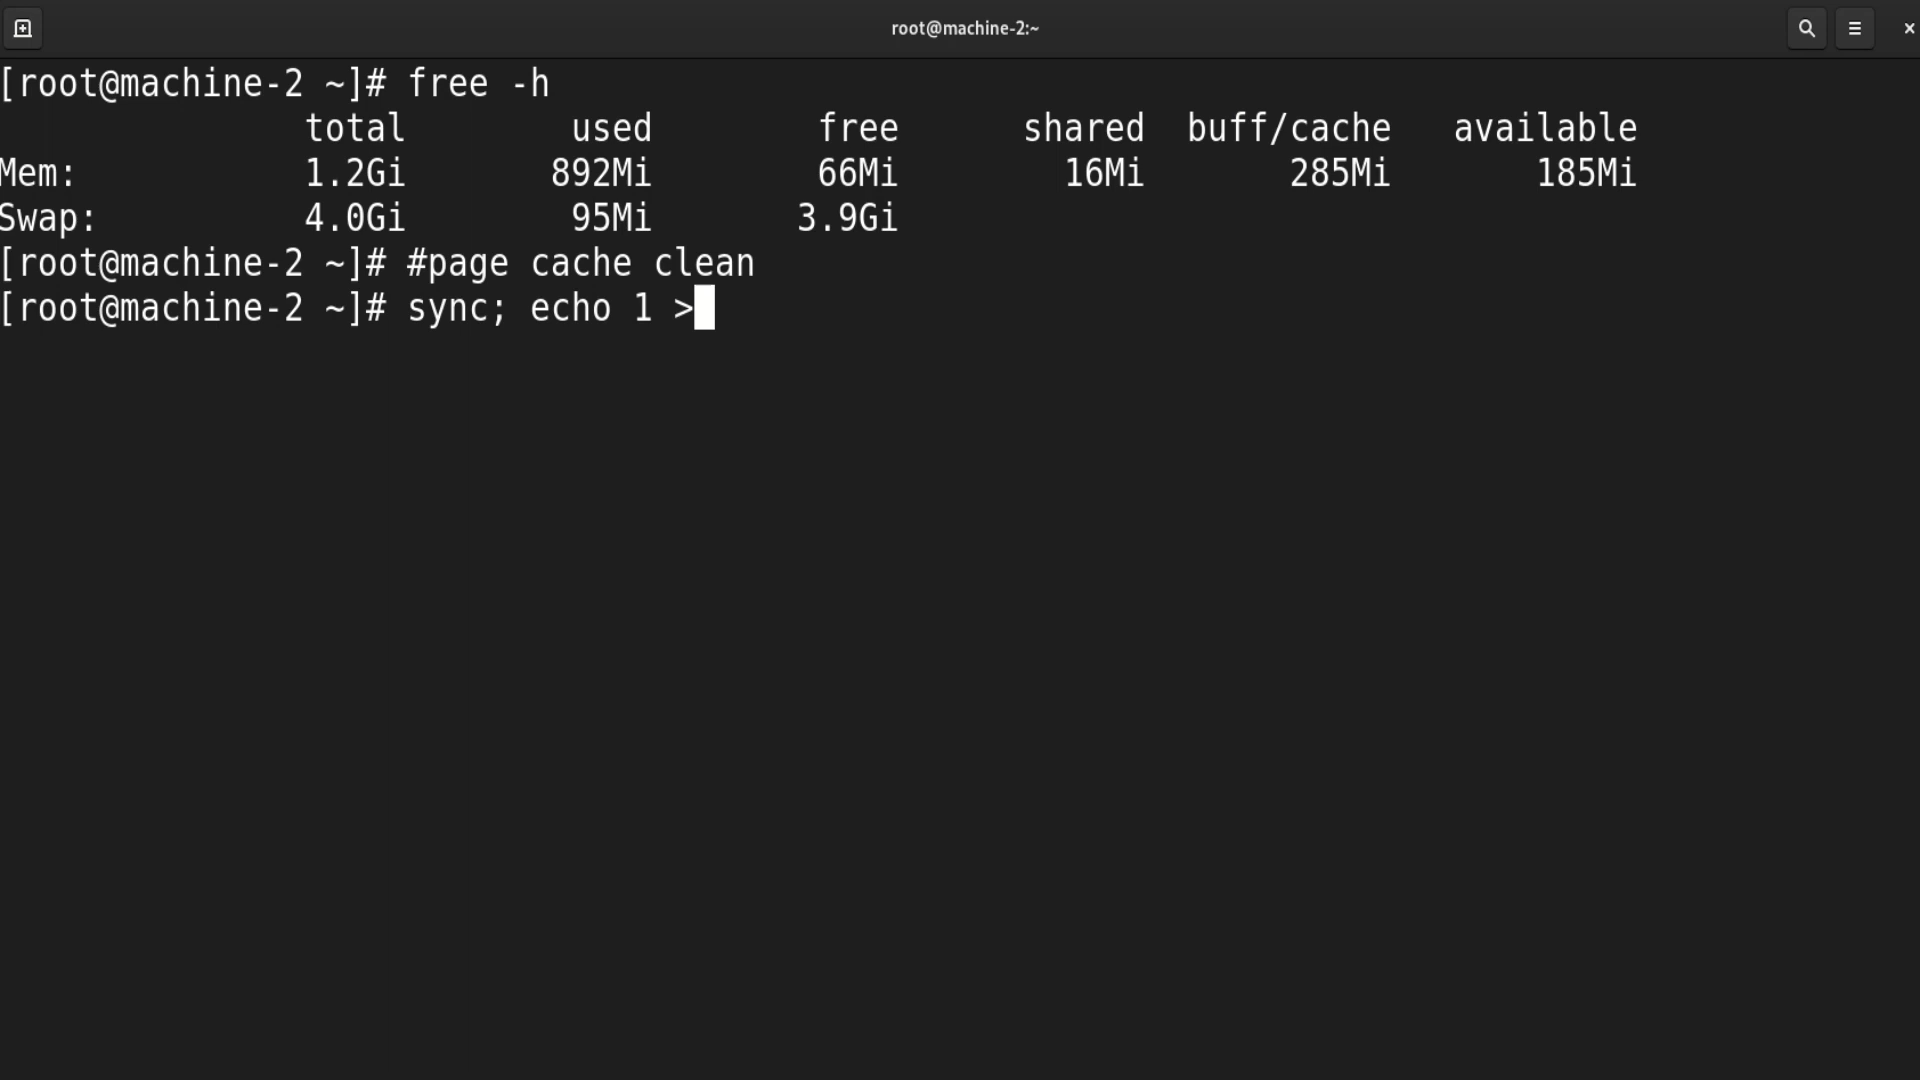 root@machine-2:~
[root@machine-2 ~]# free -h
              total        used        free      shared  buff/cache   available
Mem:           1.2Gi       892Mi        66Mi        16Mi       285Mi       185Mi
Swap:          4.0Gi        95Mi       3.9Gi
[root@machine-2 ~]# #page cache clean
[root@machine-2 ~]# sync; echo 1 >